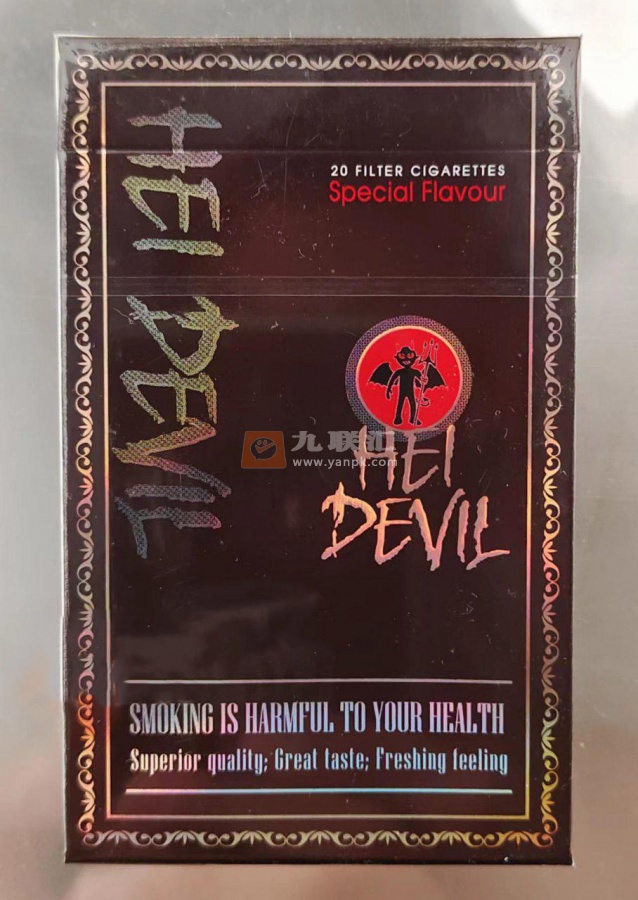 HEI DEVIL
20 FILTER CIGARETTES
Special Flavour
九联汇
www.yanpk.com
HEI
DEVIL
SMOKING IS HARMFUL TO YOUR HEALTH
Superior quality; Great taste; Freshing feeling